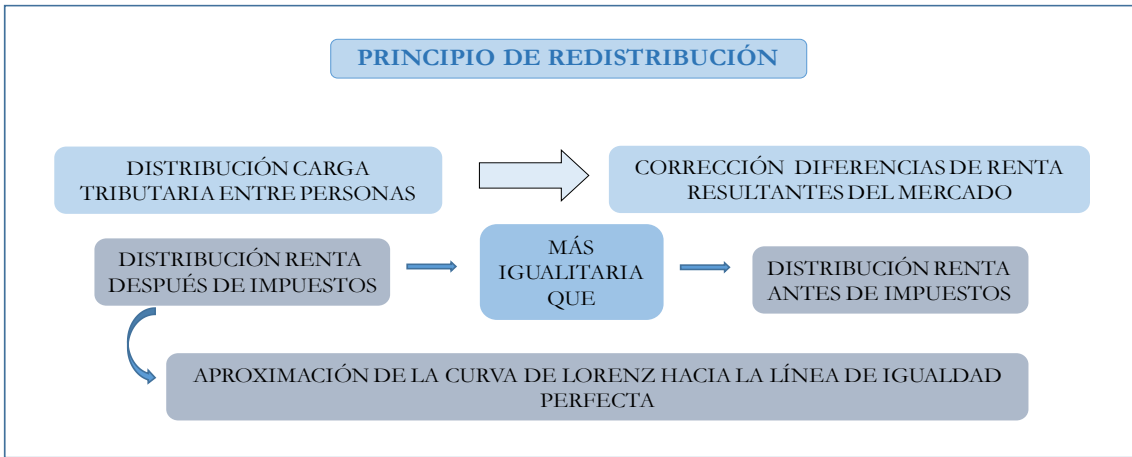 PRINCIPIO DE REDISTRIBUCIÓN
DISTRIBUCIÓN CARGA
TRIBUTARIA ENTRE PERSONAS
CORRECCIÓN DIFERENCIAS DE RENTA
RESULTANTES DEL MERCADO
DISTRIBUCIÓN RENTA
DESPUÉS DE IMPUESTOS
MÁS
IGUALITARIA
QUE
DISTRIBUCIÓN RENTA
ANTES DE IMPUESTOS
APROXIMACIÓN DE LA CURVA DE LORENZ HACIA LA LÍNEA DE IGUALDAD
PERFECTA